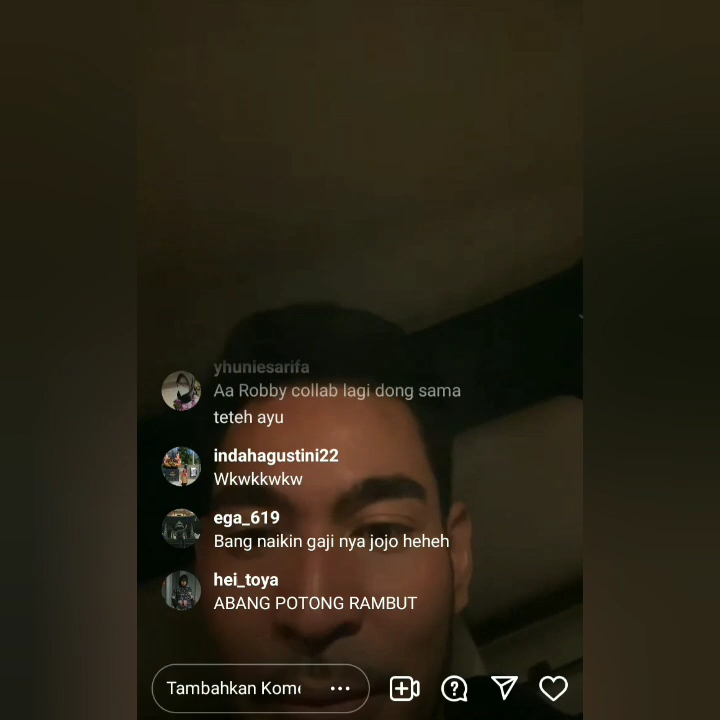 yhuniesarifa
Aa Robby collab lagi dong sama
teteh ayu
indahagustini22
Wkwkkwkw
ega_619
Bang naikin gaji nya jojo heheh
hei_toya
ABANG POTONG RAMBUT
Tambahkan Kome